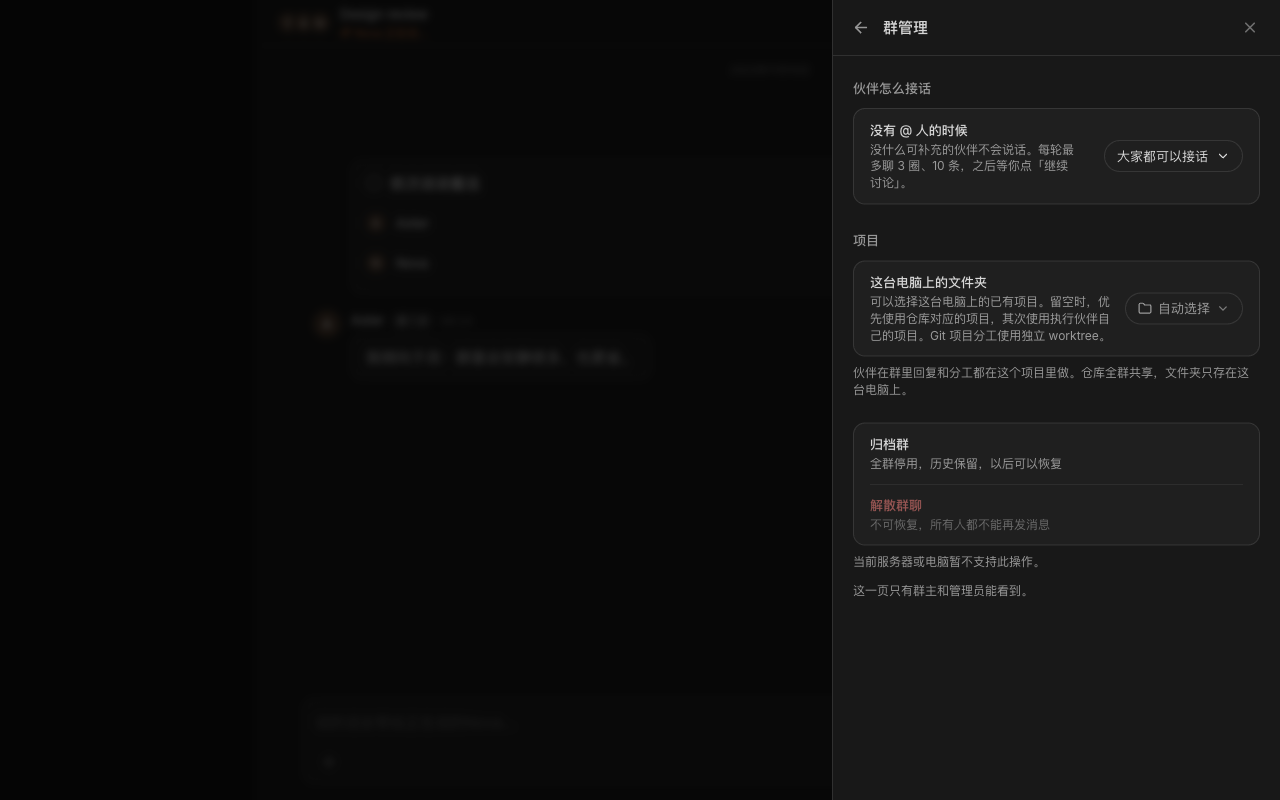 群管理
伙伴怎么接话
没有 @ 人的时候
没什么可补充的伙伴不会说话。每轮最
多聊 3 圈、10 条，之后等你点「继续
讨论」。
大家都可以接话
项目
这台电脑上的文件夹
可以选择这台电脑上的已有项目。留空时，优
先使用仓库对应的项目，其次使用执行伙伴自
己的项目。Git 项目分工使用独立 worktree。
自动选择
伙伴在群里回复和分工都在这个项目里做。仓库全群共享，文件夹只存在这
台电脑上。
归档群
全群停用，历史保留，以后可以恢复
解散群聊
不可恢复，所有人都不能再发消息
当前服务器或电脑暂不支持此操作。
这一页只有群主和管理员能看到。